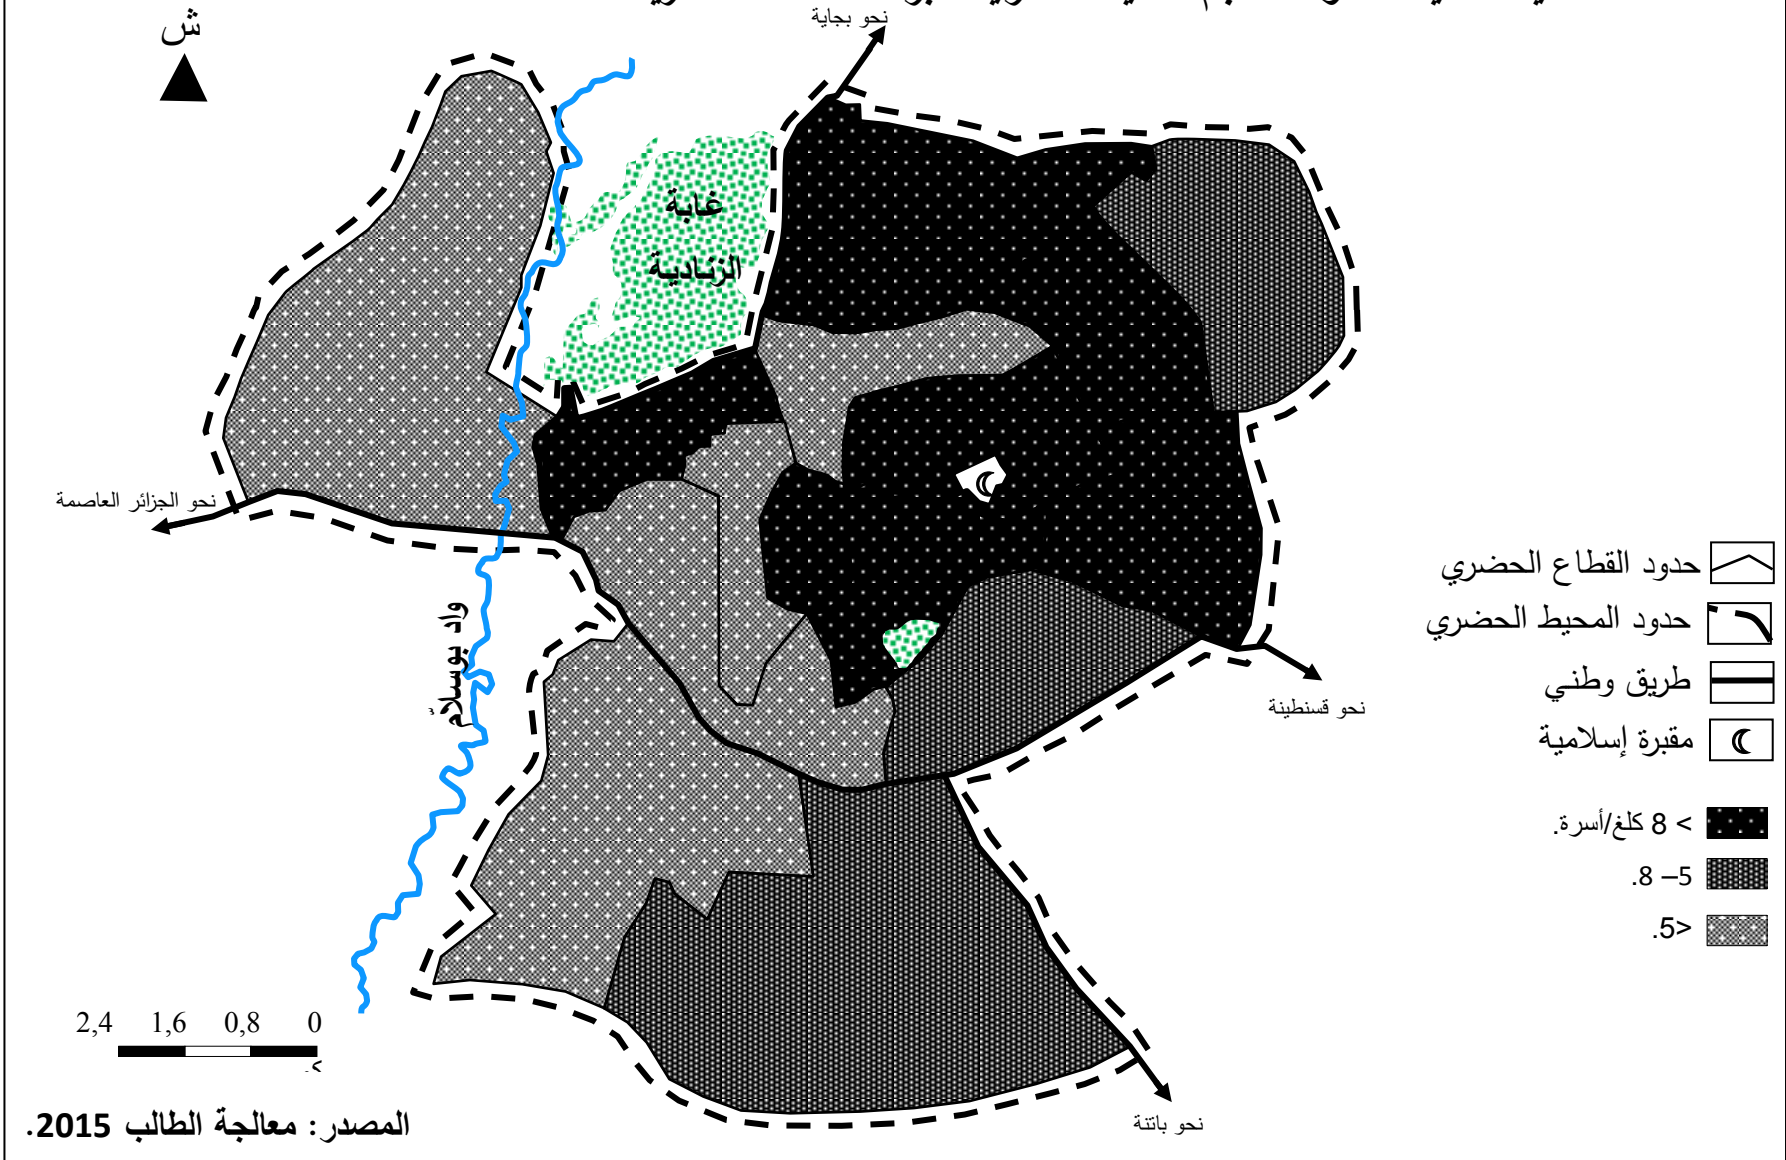 نحو بجاية
ش
غابة
الزنادية
نحو الجزائر العاصمة
واد بوسلاّم
نحو قسنطينة
نحو باتنة
حدود القطاع الحضري
حدود المحيط الحضري
طريق وطني
مقبرة إسلامية
> 8 كلغ/أسرة.
5– 8.
<5.
2,4 1,6 0,8 0
المصدر: معالجة الطالب 2015.